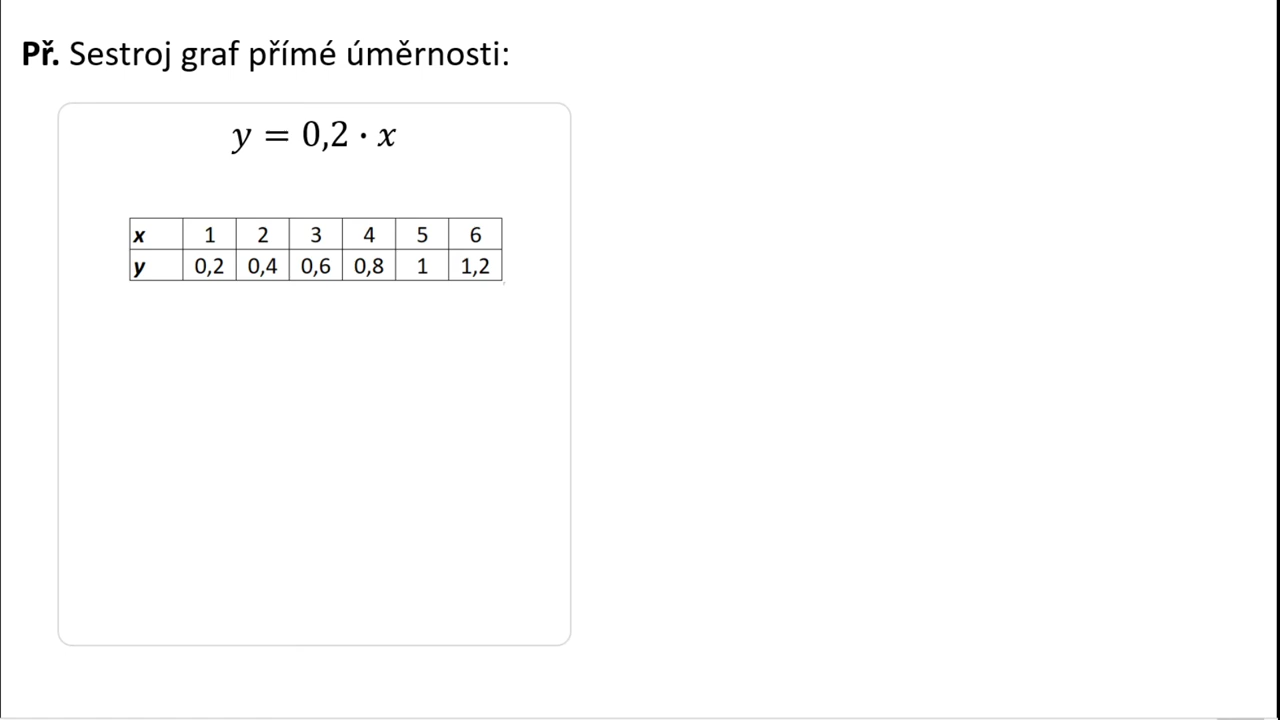 Př. Sestroj graf přímé úměrnosti:
y = 0,2 · x
x 1 2 3 4 5 6
y 0,2 0,4 0,6 0,8 1 1,2